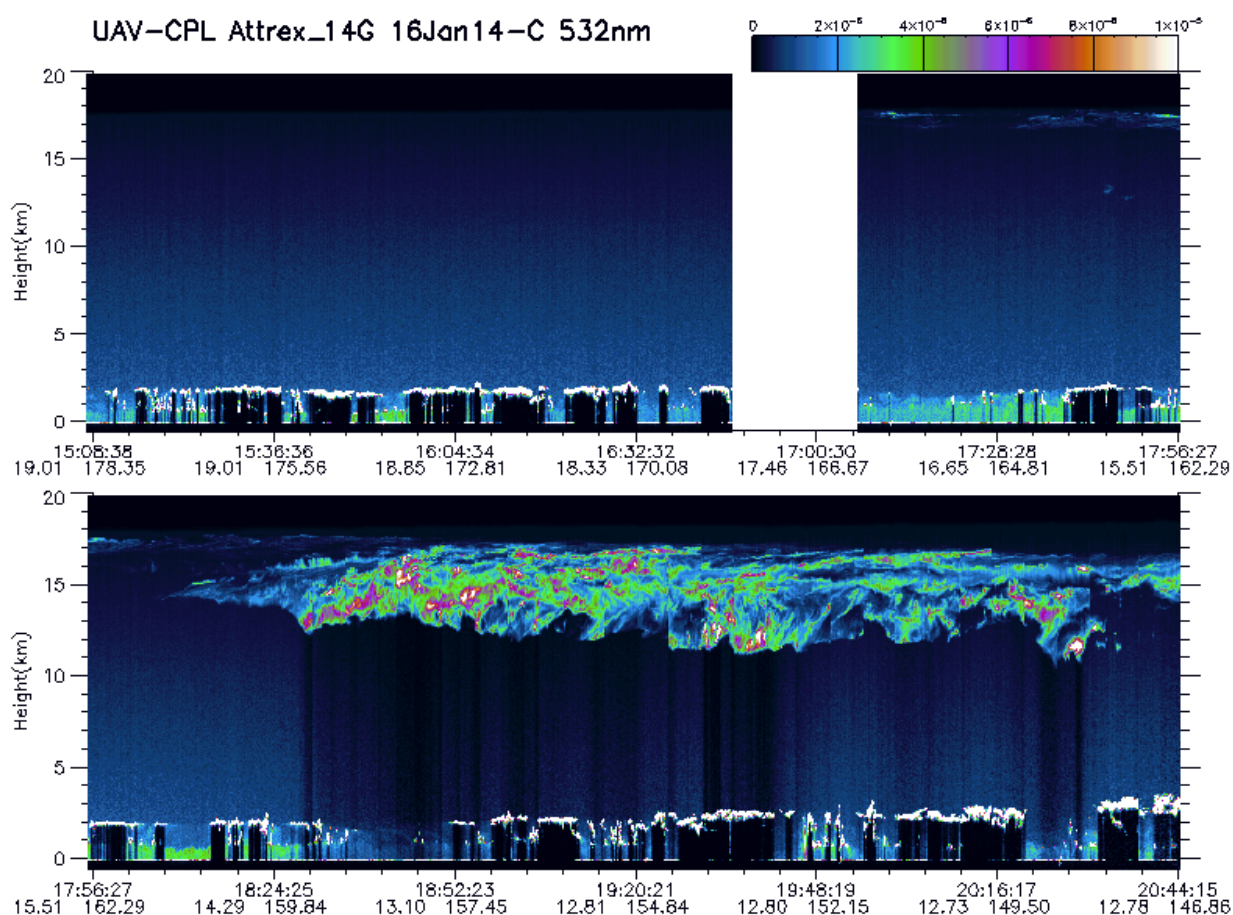 UAV-CPL Attrex_14G 16Jan14-C 532nm
0 2×10⁻⁶ 4×10⁻⁶ 6×10⁻⁶ 8×10⁻⁶ 1×10⁻⁵
20
15
10
5
0
Height(km)
15:08:38 15:36:36 16:04:34 16:32:32 17:00:30 17:28:28 17:56:27
19.01 178.35 19.01 175.56 18.85 172.81 18.33 170.08 17.46 166.67 16.65 164.81 15.51 162.29
20
15
10
5
0
Height(km)
17:56:27 18:24:25 18:52:23 19:20:21 19:48:19 20:16:17 20:44:15
15.51 162.29 14.29 159.84 13.10 157.45 12.81 154.84 12.80 152.15 12.73 149.50 12.78 146.86